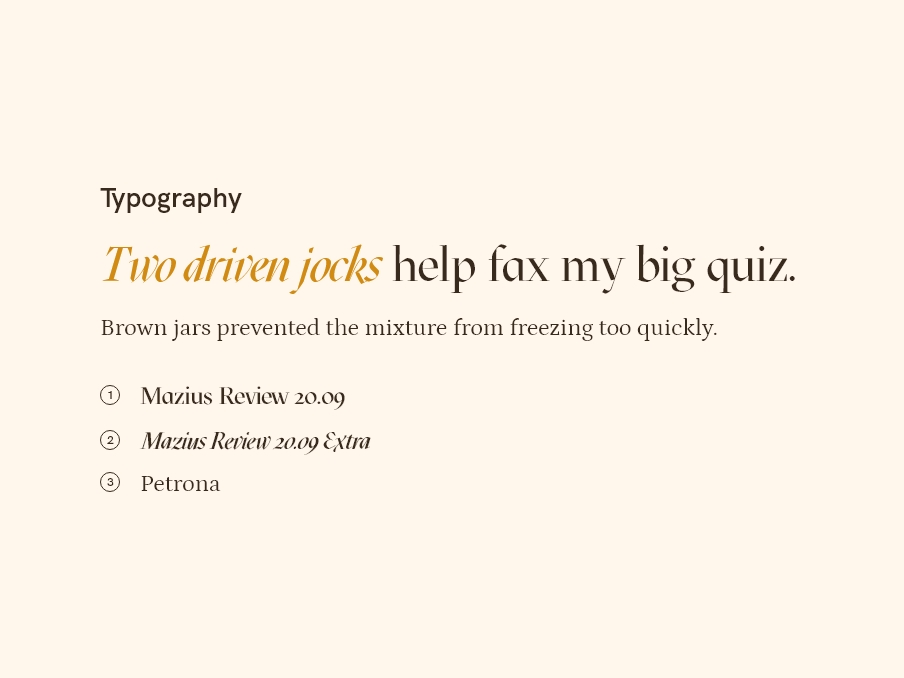 Typography
Two driven jocks help fax my big quiz.
Brown jars prevented the mixture from freezing too quickly.
1 Mazius Review 20.09
2 Mazius Review 20.09 Extra
3 Petrona